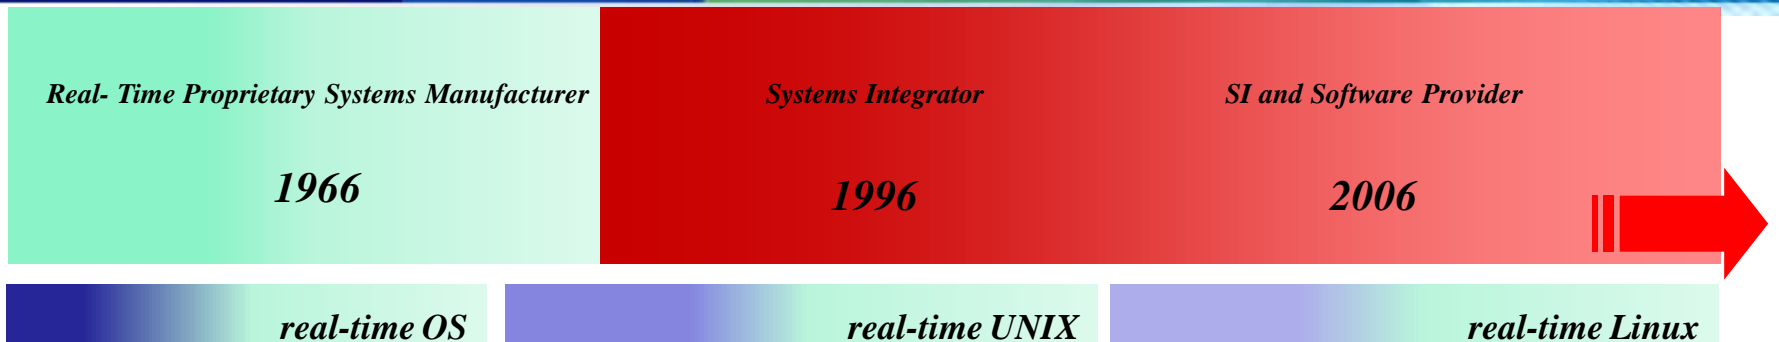 Real- Time Proprietary Systems Manufacturer
Systems Integrator
SI and Software Provider
1966
1996
2006
real-time OS
real-time UNIX
real-time Linux